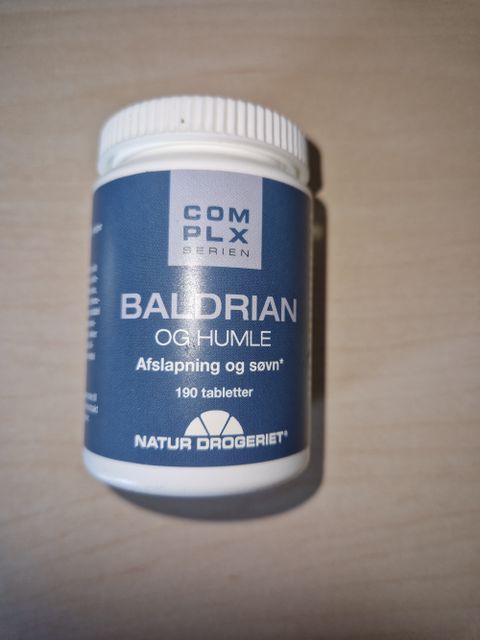 COM
PLX
SERIEN
BALDRIAN
OG HUMLE
Afslapning og søvn*
190 tabletter
NATUR DROGERIET®